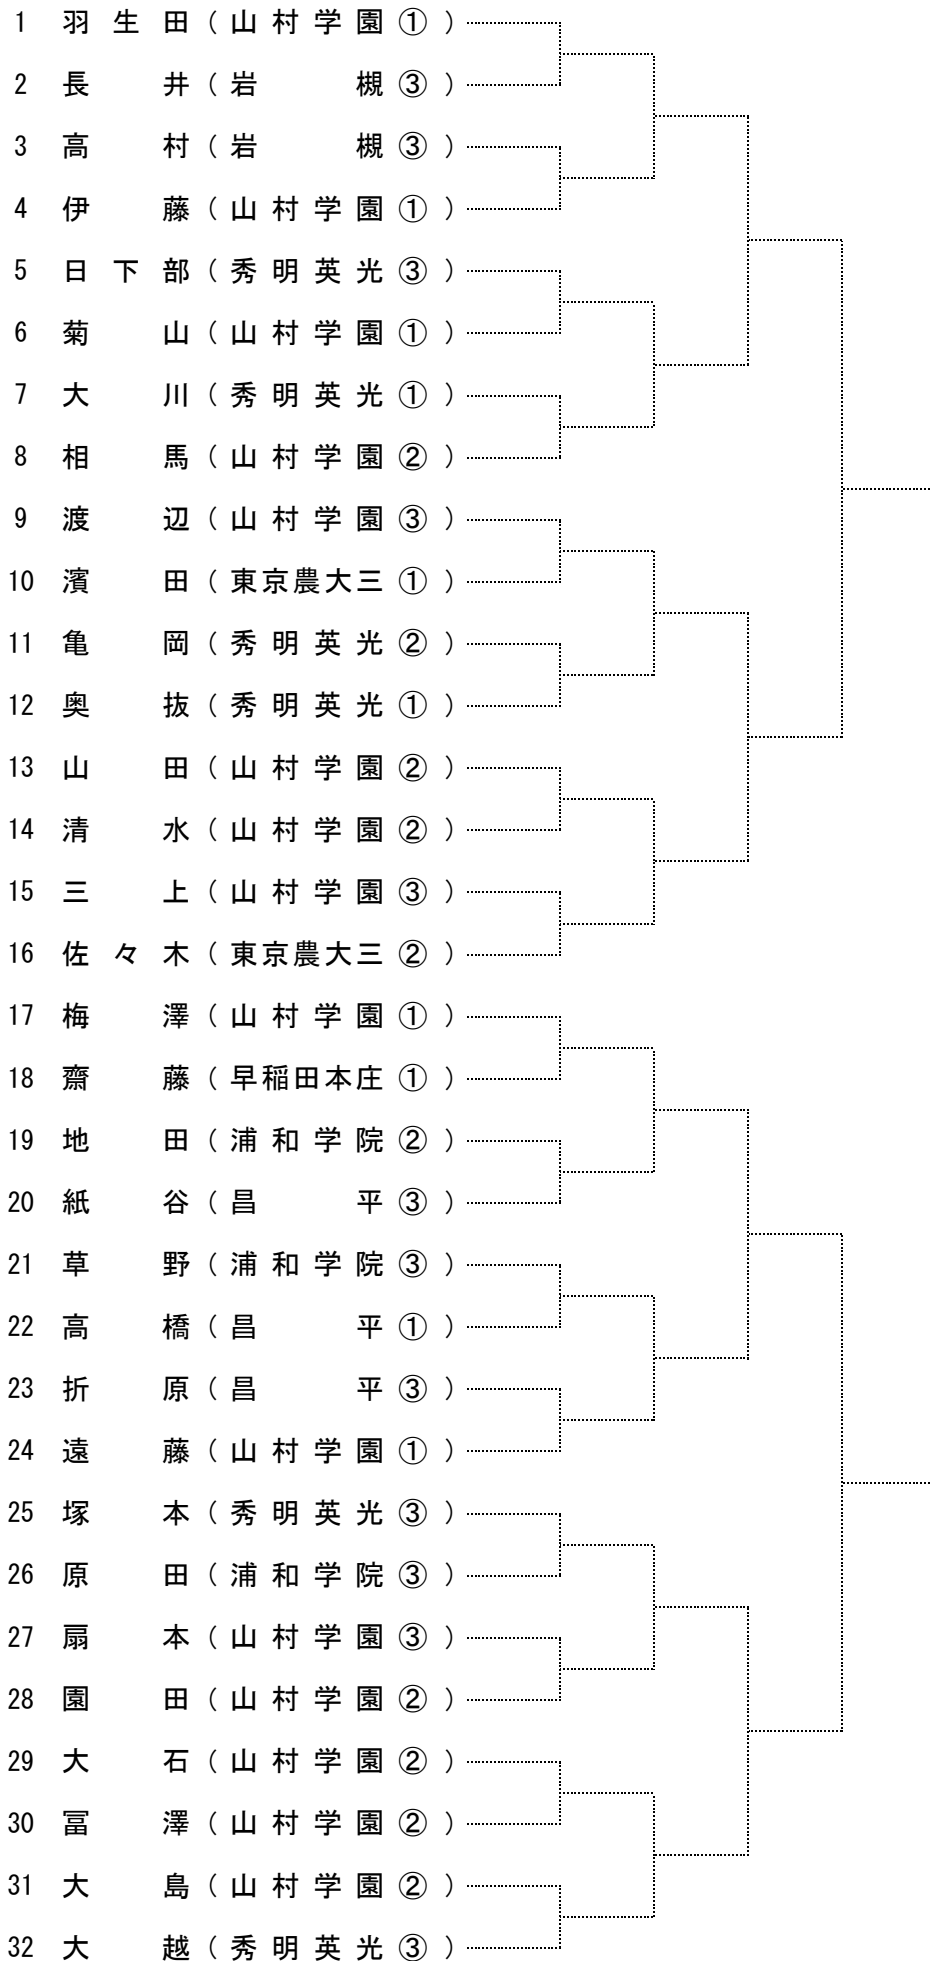 1 羽生田(山村学園①)
2 長井(岩槻③)
3 高村(岩槻③)
4 伊藤(山村学園①)
5 日下部(秀明英光③)
6 菊山(山村学園①)
7 大川(秀明英光①)
8 相馬(山村学園②)
9 渡辺(山村学園③)
10 濱田(東京農大三①)
11 亀岡(秀明英光②)
12 奥抜(秀明英光①)
13 山田(山村学園②)
14 清水(山村学園②)
15 三上(山村学園③)
16 佐々木(東京農大三②)
17 梅澤(山村学園①)
18 齋藤(早稲田本庄①)
19 地田(浦和学院②)
20 紙谷(昌平③)
21 草野(浦和学院③)
22 高橋(昌平①)
23 折原(昌平③)
24 遠藤(山村学園①)
25 塚本(秀明英光③)
26 原田(浦和学院③)
27 扇本(山村学園③)
28 園田(山村学園②)
29 大石(山村学園②)
30 冨澤(山村学園②)
31 大島(山村学園②)
32 大越(秀明英光③)